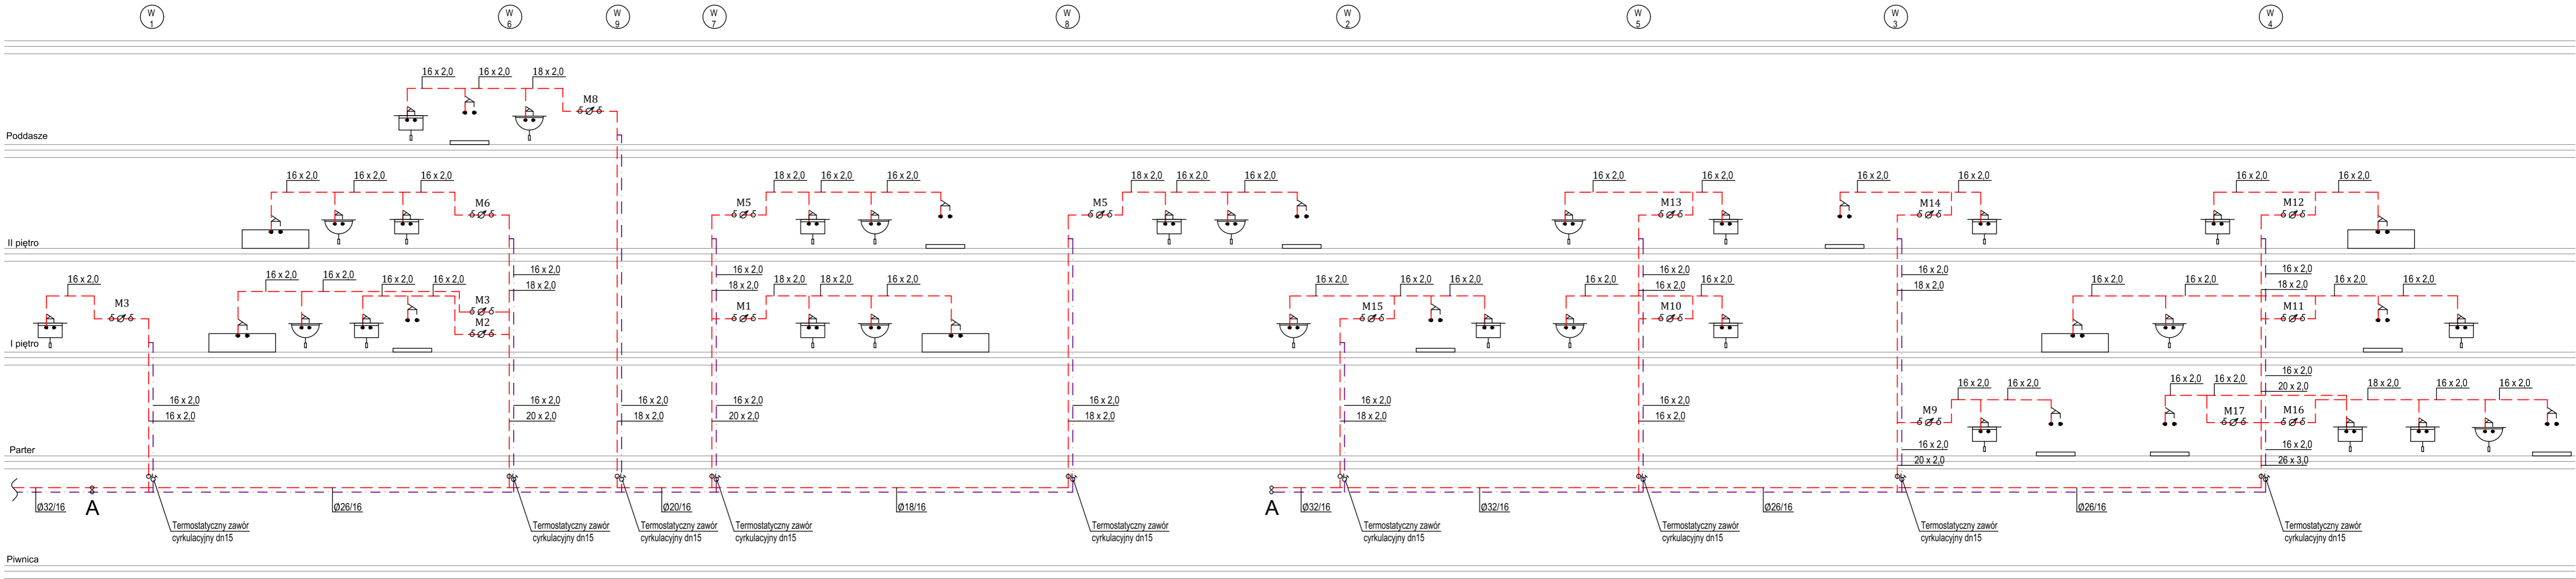 W
1
W
6
W
9
W
7
W
8
W
2
W
5
W
3
W
4
16 x 2,0
16 x 2,0
18 x 2,0
M8
Poddasze
16 x 2,0
16 x 2,0
16 x 2,0
M6
18 x 2,0
16 x 2,0
16 x 2,0
M5
18 x 2,0
16 x 2,0
16 x 2,0
M5
16 x 2,0
16 x 2,0
M13
16 x 2,0
16 x 2,0
M14
16 x 2,0
16 x 2,0
M12
II piętro
16 x 2,0
18 x 2,0
16 x 2,0
18 x 2,0
16 x 2,0
16 x 2,0
16 x 2,0
18 x 2,0
16 x 2,0
18 x 2,0
16 x 2,0
M3
16 x 2,0
16 x 2,0
16 x 2,0
16 x 2,0
M3
M2
18 x 2,0
18 x 2,0
16 x 2,0
M1
16 x 2,0
16 x 2,0
16 x 2,0
M15
16 x 2,0
16 x 2,0
M10
16 x 2,0
16 x 2,0
16 x 2,0
16 x 2,0
M11
I piętro
16 x 2,0
16 x 2,0
16 x 2,0
20 x 2,0
16 x 2,0
18 x 2,0
16 x 2,0
20 x 2,0
16 x 2,0
18 x 2,0
16 x 2,0
18 x 2,0
16 x 2,0
16 x 2,0
16 x 2,0
20 x 2,0
16 x 2,0
16 x 2,0
M9
16 x 2,0
16 x 2,0
18 x 2,0
16 x 2,0
16 x 2,0
M17
M16
Parter
16 x 2,0
20 x 2,0
16 x 2,0
26 x 3,0
Ø32/16
A
Ø26/16
Ø20/16
Ø18/16
A
Ø32/16
Ø32/16
Ø26/16
Ø26/16
Termostatyczny zawór
cyrkulacyjny dn15
Termostatyczny zawór
cyrkulacyjny dn15
Termostatyczny zawór
cyrkulacyjny dn15
Termostatyczny zawór
cyrkulacyjny dn15
Termostatyczny zawór
cyrkulacyjny dn15
Termostatyczny zawór
cyrkulacyjny dn15
Termostatyczny zawór
cyrkulacyjny dn15
Termostatyczny zawór
cyrkulacyjny dn15
Termostatyczny zawór
cyrkulacyjny dn15
Piwnica